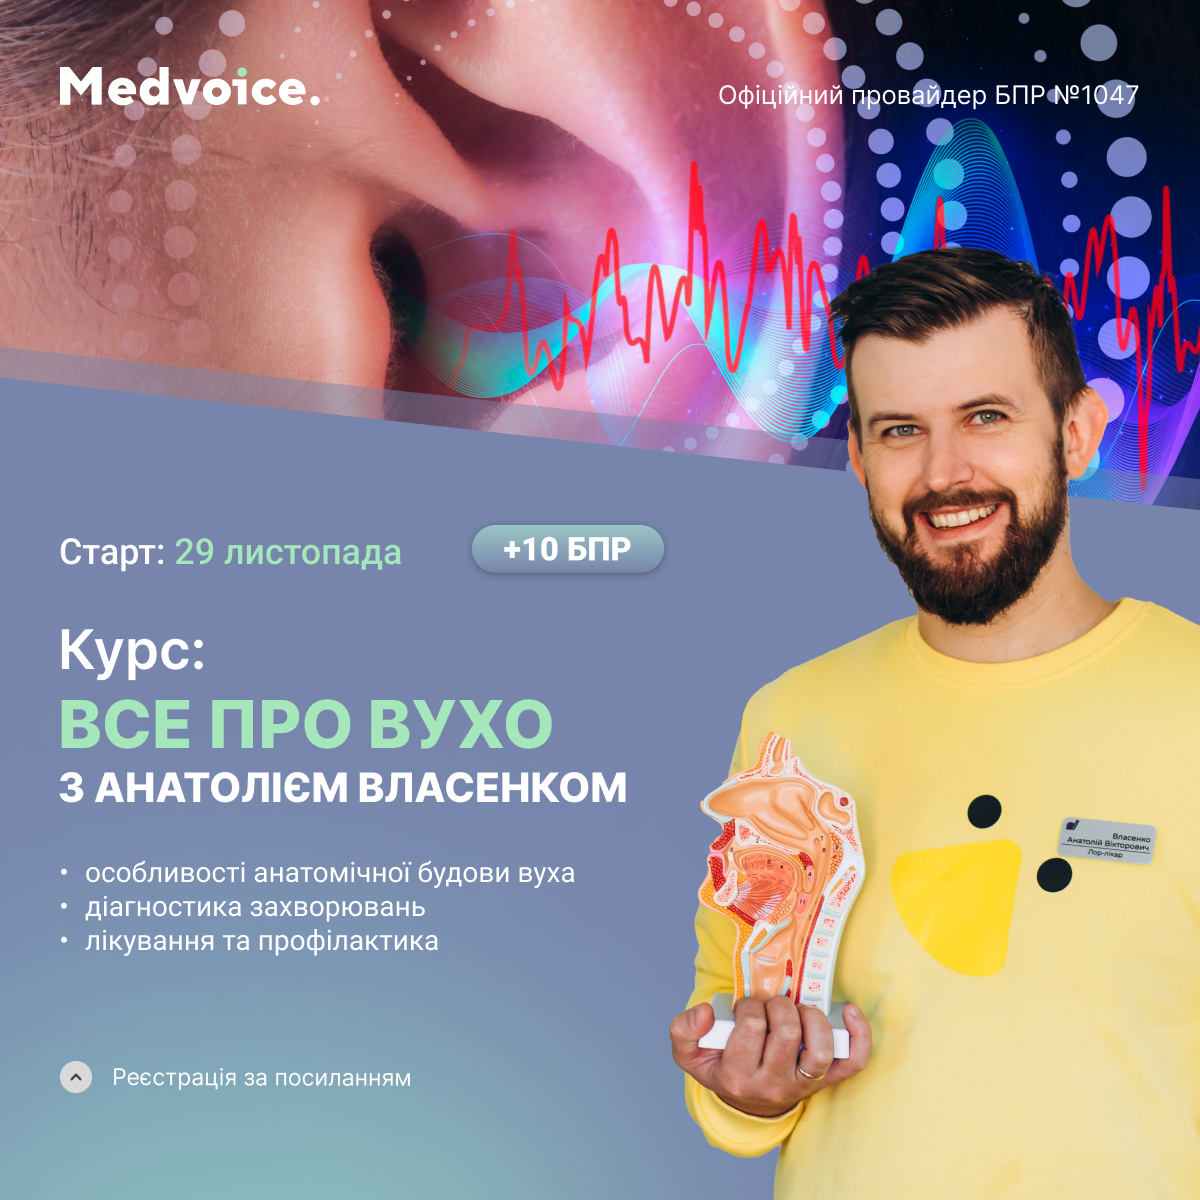 Medvoice.
Офіційний провайдер БПР №1047
Старт: 29 листопада
+10 БПР
Курс:
ВСЕ ПРО ВУХО
З АНАТОЛІЄМ ВЛАСЕНКОМ
• особливості анатомічної будови вуха
• діагностика захворювань
• лікування та профілактика
Власенко
Анатолій Вікторович
Лор-лікар
Реєстрація за посиланням